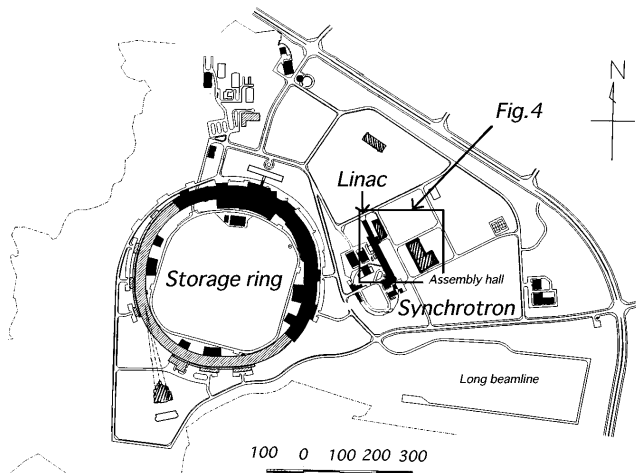 N
Fig.4
Linac
Storage ring
Assembly hall
Synchrotron
Long beamline
100 0 100 200 300